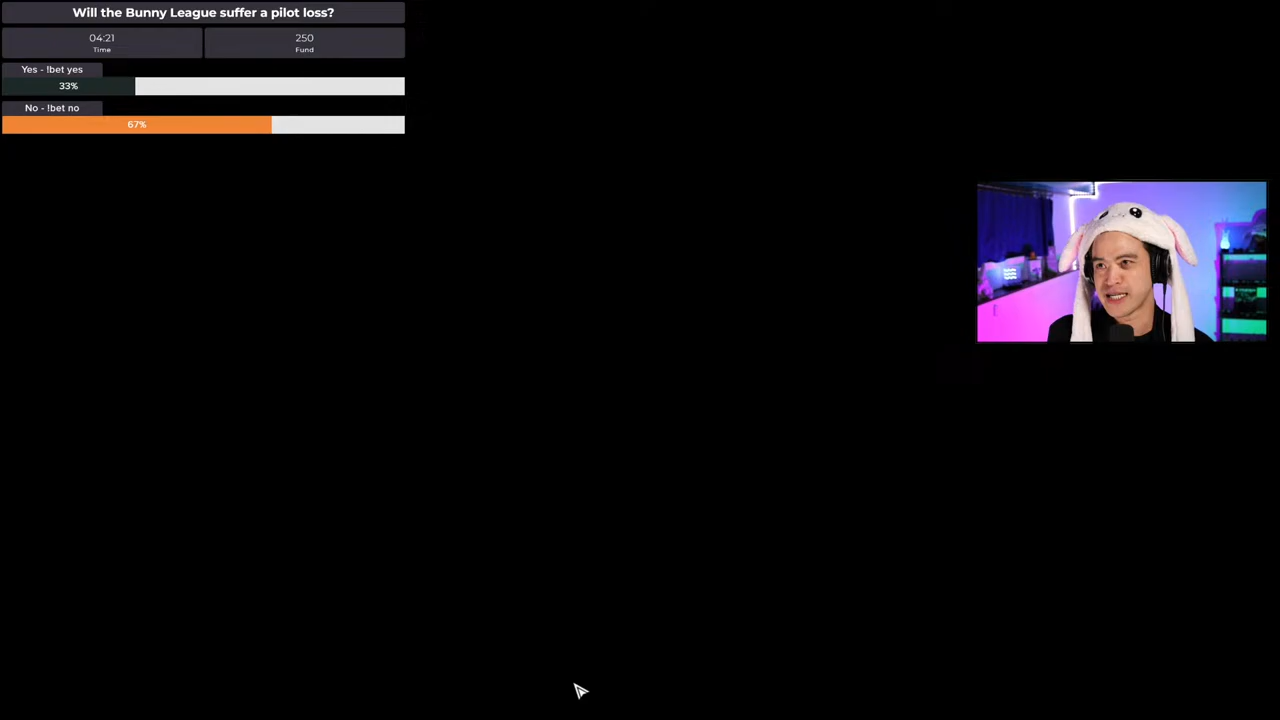 Will the Bunny League suffer a pilot loss?
04:21
Time
250
Fund
Yes - !bet yes
33%
No - !bet no
67%